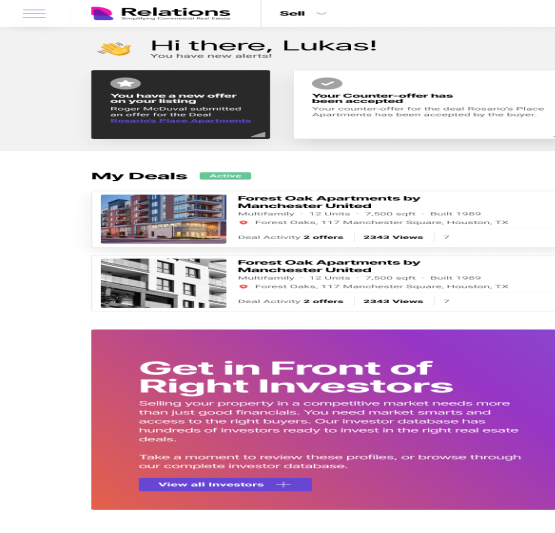 Relations
Simplifying Commercial Real Estate
Sell
Hi there, Lukas!
You have new alerts!
You have a new offer
on your listing
Roger McDuval submitted
an offer for the Deal
Rosario's Place Apartments
Your Counter-offer has
been accepted
Your counter-offer for the deal Rosario's Place
Apartments has been accepted by the buyer.
My Deals
Active
Forest Oak Apartments by
Manchester United
Multifamily · 12 Units · 7,500 sqft · Built 1989
Forest Oaks, 117 Manchester Square, Houston, TX
Deal Activity 2 offers 2343 Views 7
Forest Oak Apartments by
Manchester United
Multifamily · 12 Units · 7,500 sqft · Built 1989
Forest Oaks, 117 Manchester Square, Houston, TX
Deal Activity 2 offers 2343 Views 7
Get in Front of
Right Investors
Selling your property in a competitive market needs more
than just good financials. You need market smarts and
access to the right buyers. Our investor database has
hundreds of investors ready to invest in the right real esate
deals.
Take a moment to review these profiles, or browse through
our complete investor database.
View all Investors